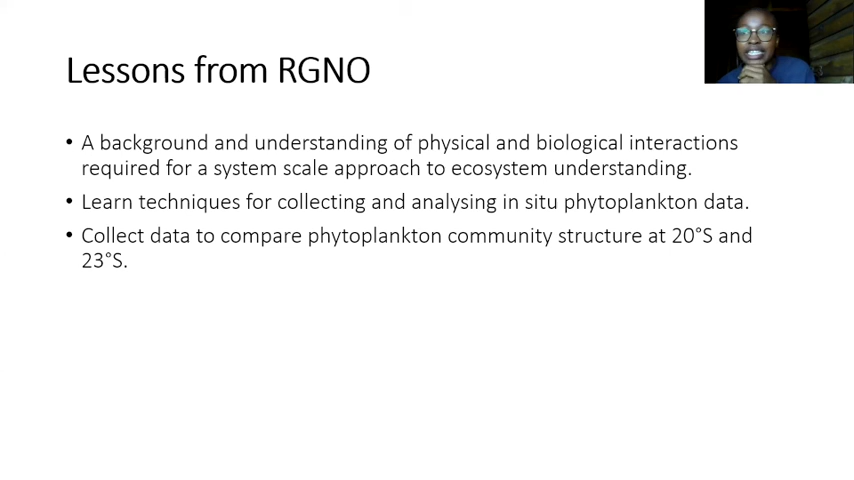 Lessons from RGNO
• A background and understanding of physical and biological interactions
required for a system scale approach to ecosystem understanding.
• Learn techniques for collecting and analysing in situ phytoplankton data.
• Collect data to compare phytoplankton community structure at 20°S and
23°S.